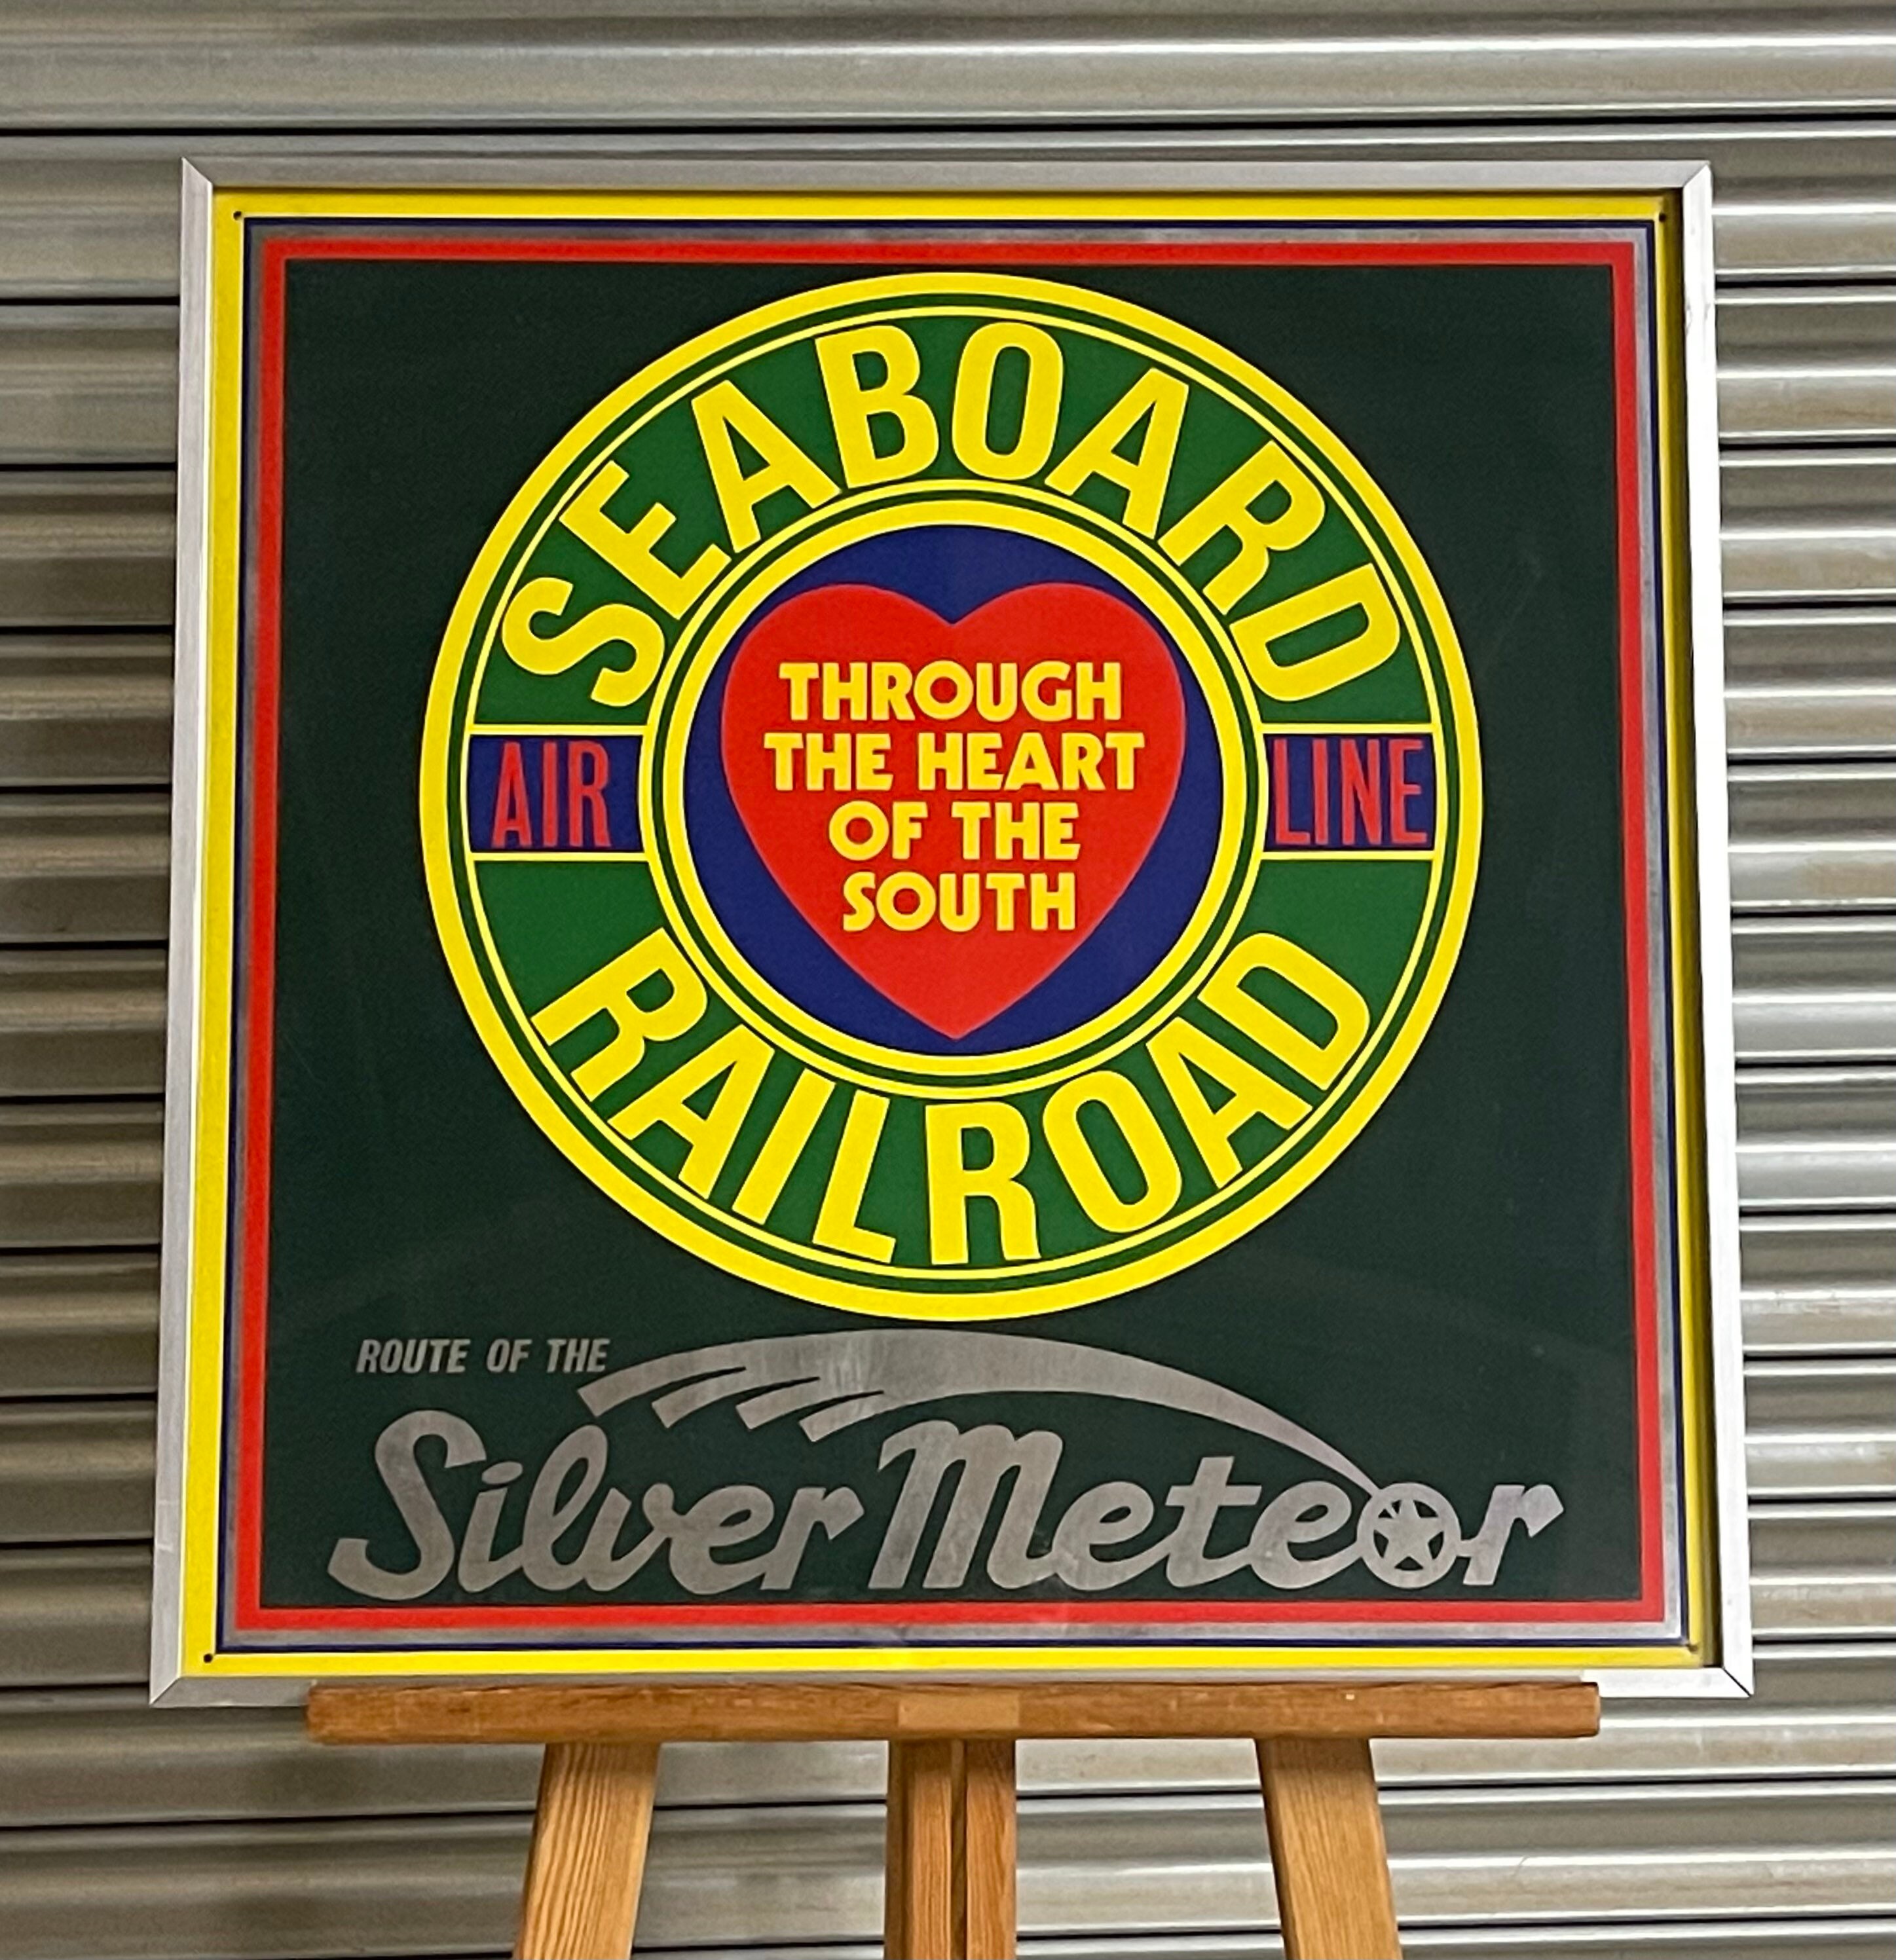 SEABOARD
AIR LINE
RAILROAD
THROUGH
THE HEART
OF THE
SOUTH
ROUTE OF THE
Silver Meteor